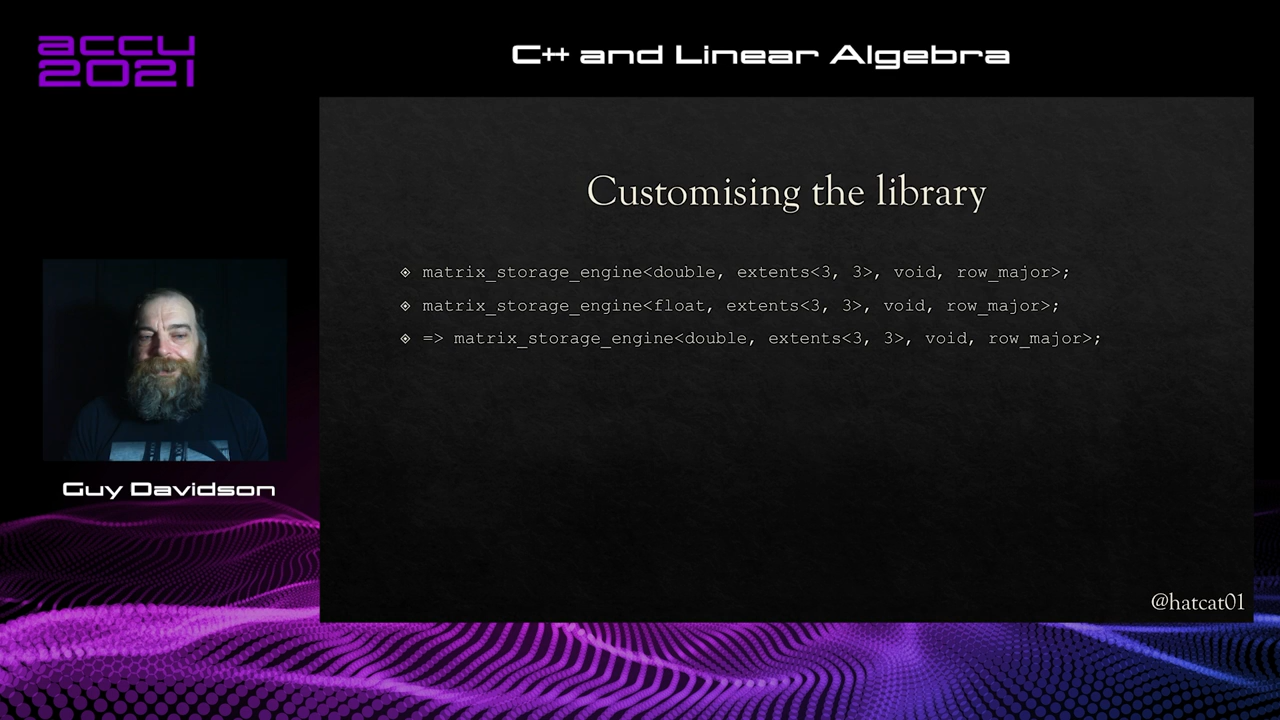 accu
2021
C++ and Linear Algebra
Customising the library
matrix_storage_engine<double, extents<3, 3>, void, row_major>;
matrix_storage_engine<float, extents<3, 3>, void, row_major>;
=> matrix_storage_engine<double, extents<3, 3>, void, row_major>;
Guy Davidson
@hatcat01